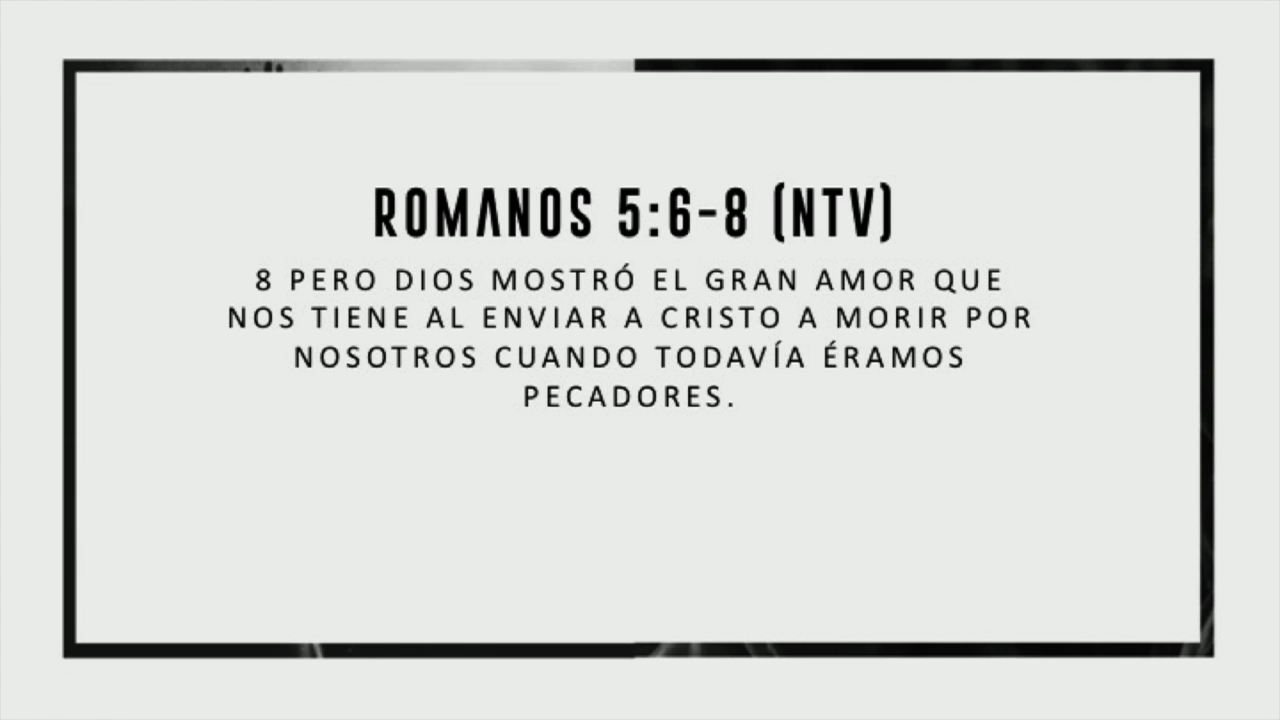 ROMANOS 5:6-8 (NTV)
8 PERO DIOS MOSTRÓ EL GRAN AMOR QUE
NOS TIENE AL ENVIAR A CRISTO A MORIR POR
NOSOTROS CUANDO TODAVÍA ÉRAMOS
PECADORES.